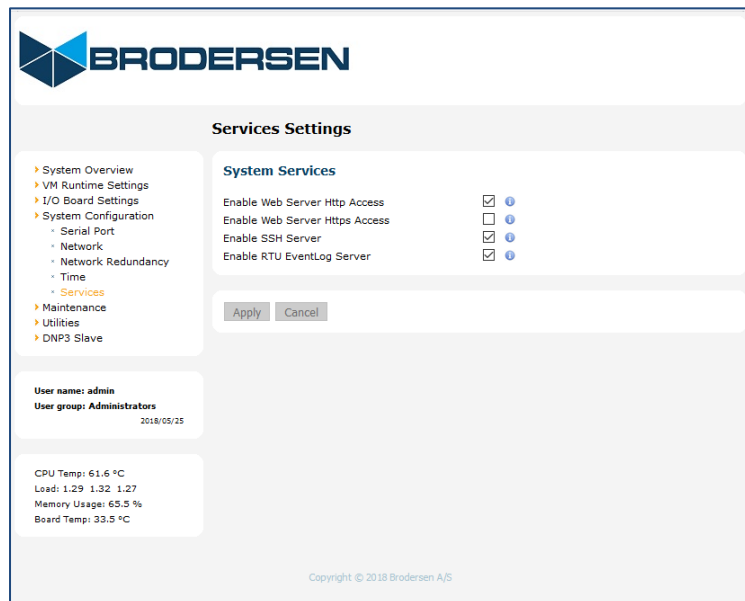 BRODERSEN
Services Settings
System Overview
VM Runtime Settings
I/O Board Settings
System Configuration
Serial Port
Network
Network Redundancy
Time
Services
Maintenance
Utilities
DNP3 Slave
System Services
Enable Web Server Http Access
Enable Web Server Https Access
Enable SSH Server
Enable RTU EventLog Server
Apply Cancel
User name: admin
User group: Administrators
2018/05/25
CPU Temp: 61.6 °C
Load: 1.29 1.32 1.27
Memory Usage: 65.5 %
Board Temp: 33.5 °C
Copyright © 2018 Brodersen A/S